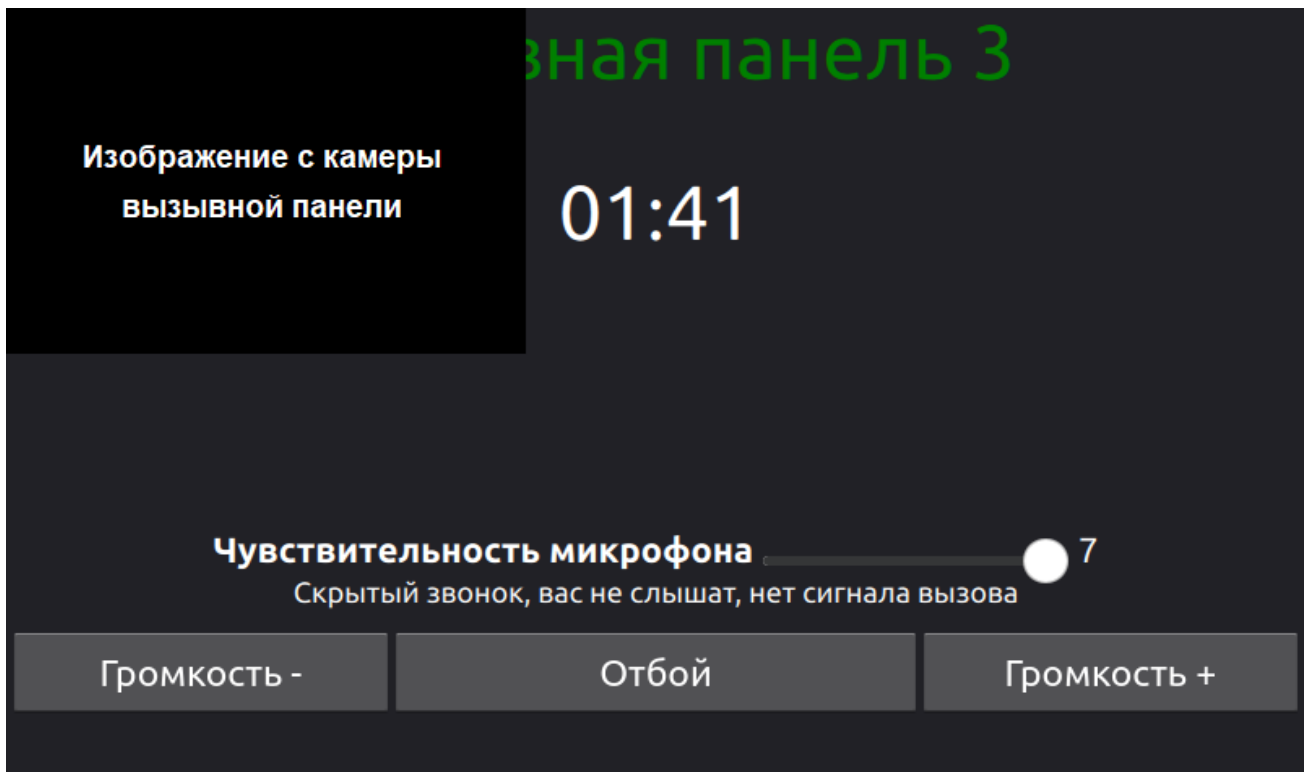 вная панель 3
Изображение с камеры
вызывной панели
01:41
Чувствительность микрофона 7
Скрытый звонок, вас не слышат, нет сигнала вызова
Громкость - Отбой Громкость +